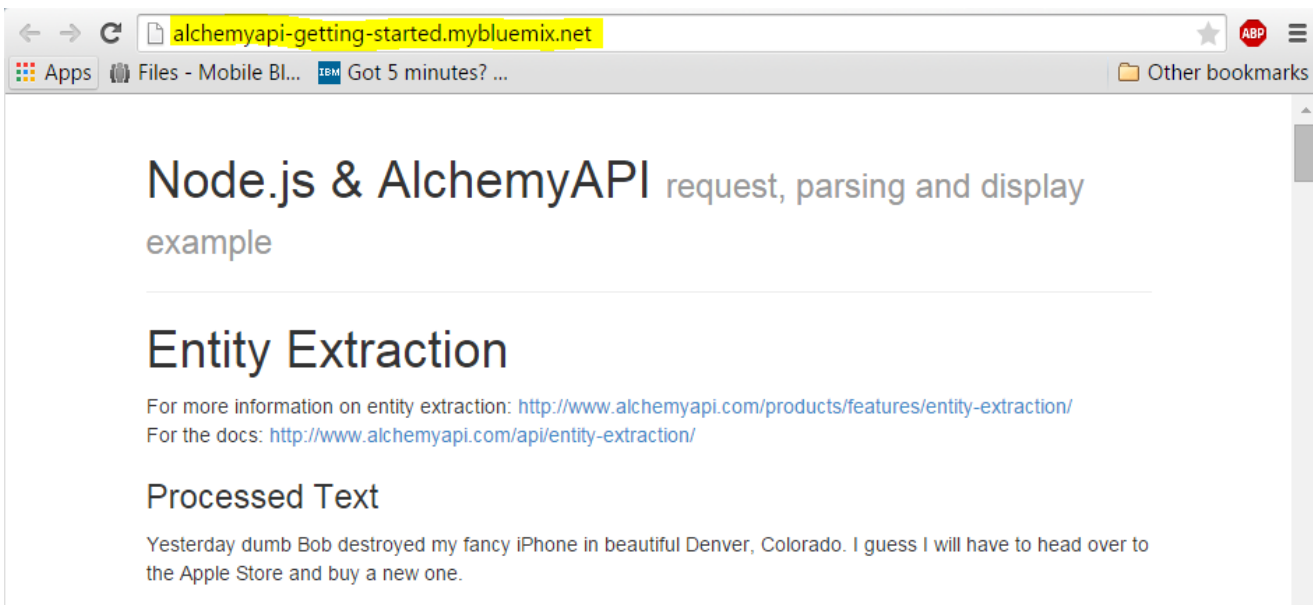 alchemyapi-getting-started.mybluemix.net
ABP
Apps Files - Mobile Bl... IBM Got 5 minutes? ... Other bookmarks
Node.js & AlchemyAPI request, parsing and display
example
Entity Extraction
For more information on entity extraction: http://www.alchemyapi.com/products/features/entity-extraction/
For the docs: http://www.alchemyapi.com/api/entity-extraction/
Processed Text
Yesterday dumb Bob destroyed my fancy iPhone in beautiful Denver, Colorado. I guess I will have to head over to
the Apple Store and buy a new one.